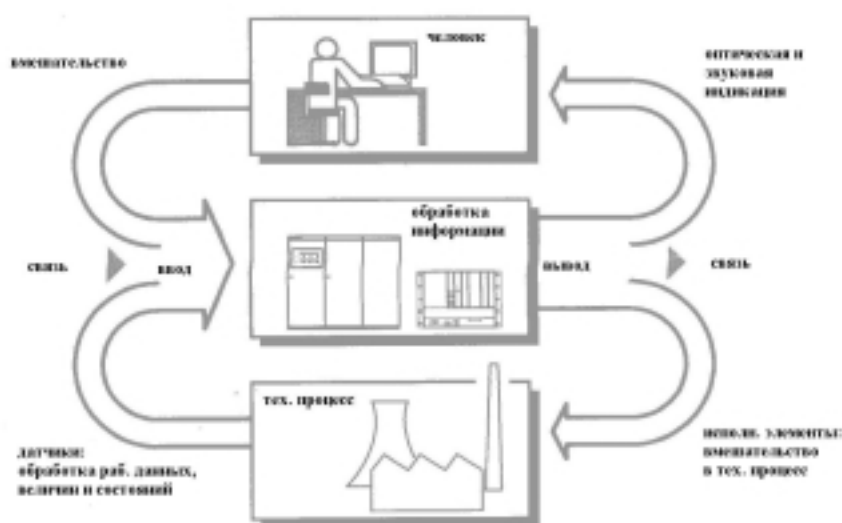 человек
вмешательство
оптическая и
звуковая
индикация
обработка
информации
связь
ввод
вывод
связь
тех. процесс
датчики:
обработка раб. данных,
величин и состояний
исполн. элементы:
вмешательство
в тех. процесс